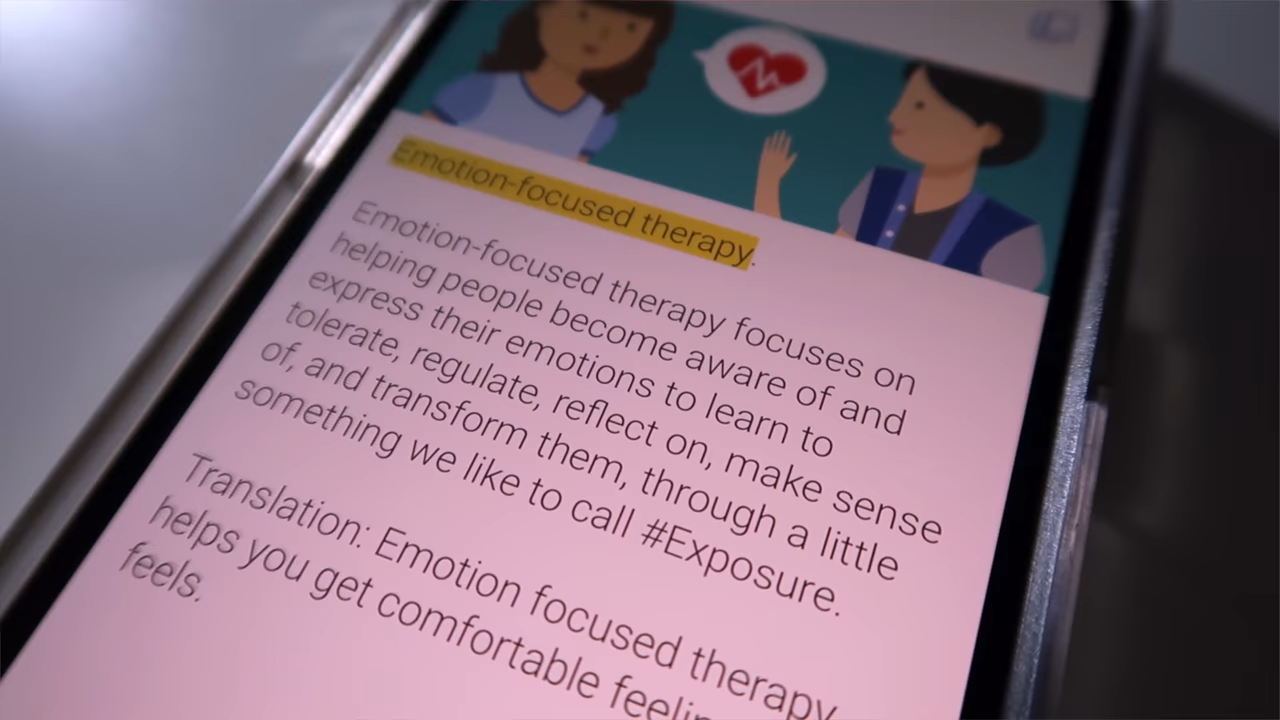 Emotion-focused therapy.
Emotion-focused therapy focuses on
helping people become aware of and
express their emotions to learn to
tolerate, regulate, reflect on, make sense
of, and transform them, through a little
something we like to call #Exposure.
Translation: Emotion focused therapy
helps you get comfortable
feels.